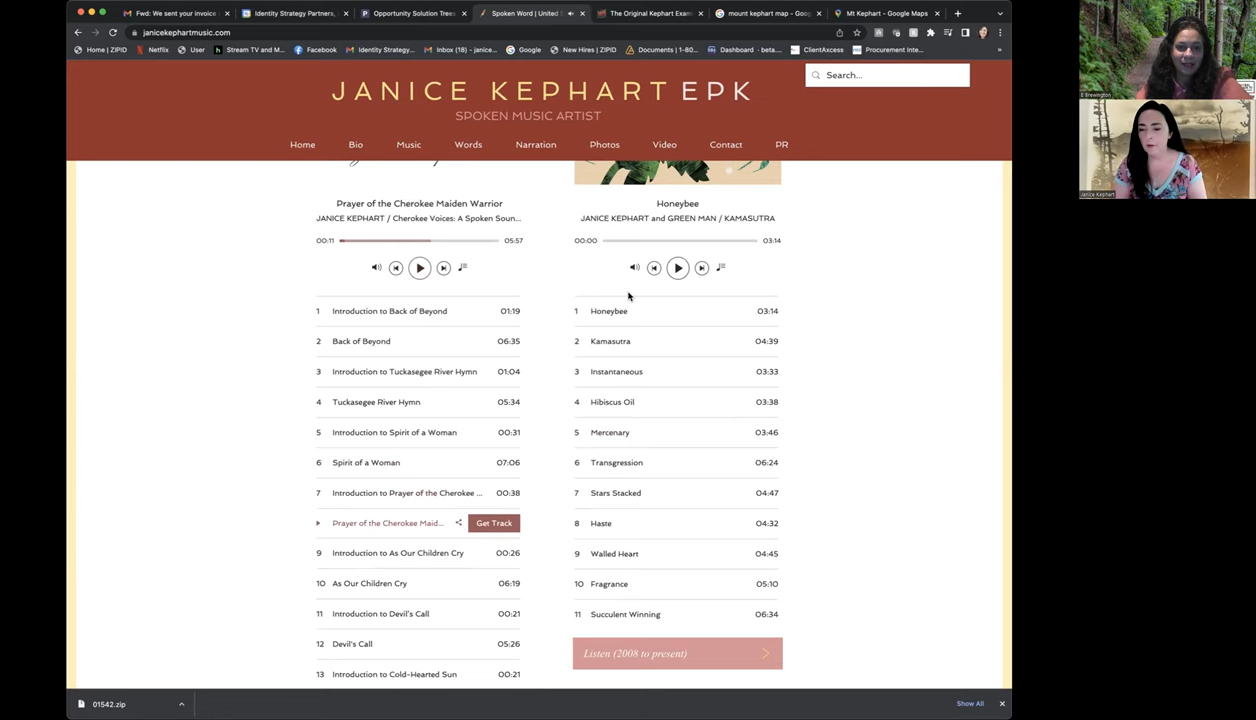 Fwd: We sent your invoice
Identity Strategy Partners,
Opportunity Solution Trees
Spoken Word | United
The Original Kephart Exam
mount kephart map - Goog
Mt Kephart - Google Maps
janicekephartmusic.com
Home | ZIPID
Netflix
User
Stream TV and M...
Facebook
Identity Strategy...
Inbox (18) - janice...
Google
New Hires | ZIPID
Documents | 1-80...
Dashboard - beta....
ClientAxcess
Procurement Inte...
»
JANICE KEPHART EPK
SPOKEN MUSIC ARTIST
Search...
Home
Bio
Music
Words
Narration
Photos
Video
Contact
PR
Prayer of the Cherokee Maiden Warrior
JANICE KEPHART / Cherokee Voices: A Spoken Soun...
00:11
05:57
1 Introduction to Back of Beyond 01:19
2 Back of Beyond 06:35
3 Introduction to Tuckasegee River Hymn 01:04
4 Tuckasegee River Hymn 05:34
5 Introduction to Spirit of a Woman 00:31
6 Spirit of a Woman 07:06
7 Introduction to Prayer of the Cherokee ... 00:38
Prayer of the Cherokee Maid... Get Track
9 Introduction to As Our Children Cry 00:26
10 As Our Children Cry 06:19
11 Introduction to Devil's Call 00:21
12 Devil's Call 05:26
13 Introduction to Cold-Hearted Sun 00:21
Honeybee
JANICE KEPHART and GREEN MAN / KAMASUTRA
00:00
03:14
1 Honeybee 03:14
2 Kamasutra 04:39
3 Instantaneous 03:33
4 Hibiscus Oil 03:38
5 Mercenary 03:46
6 Transgression 06:24
7 Stars Stacked 04:47
8 Haste 04:32
9 Walled Heart 04:45
10 Fragrance 05:10
11 Succulent Winning 06:34
Listen (2008 to present)
01542.zip
Show All
E Brewington
Janice Kephart